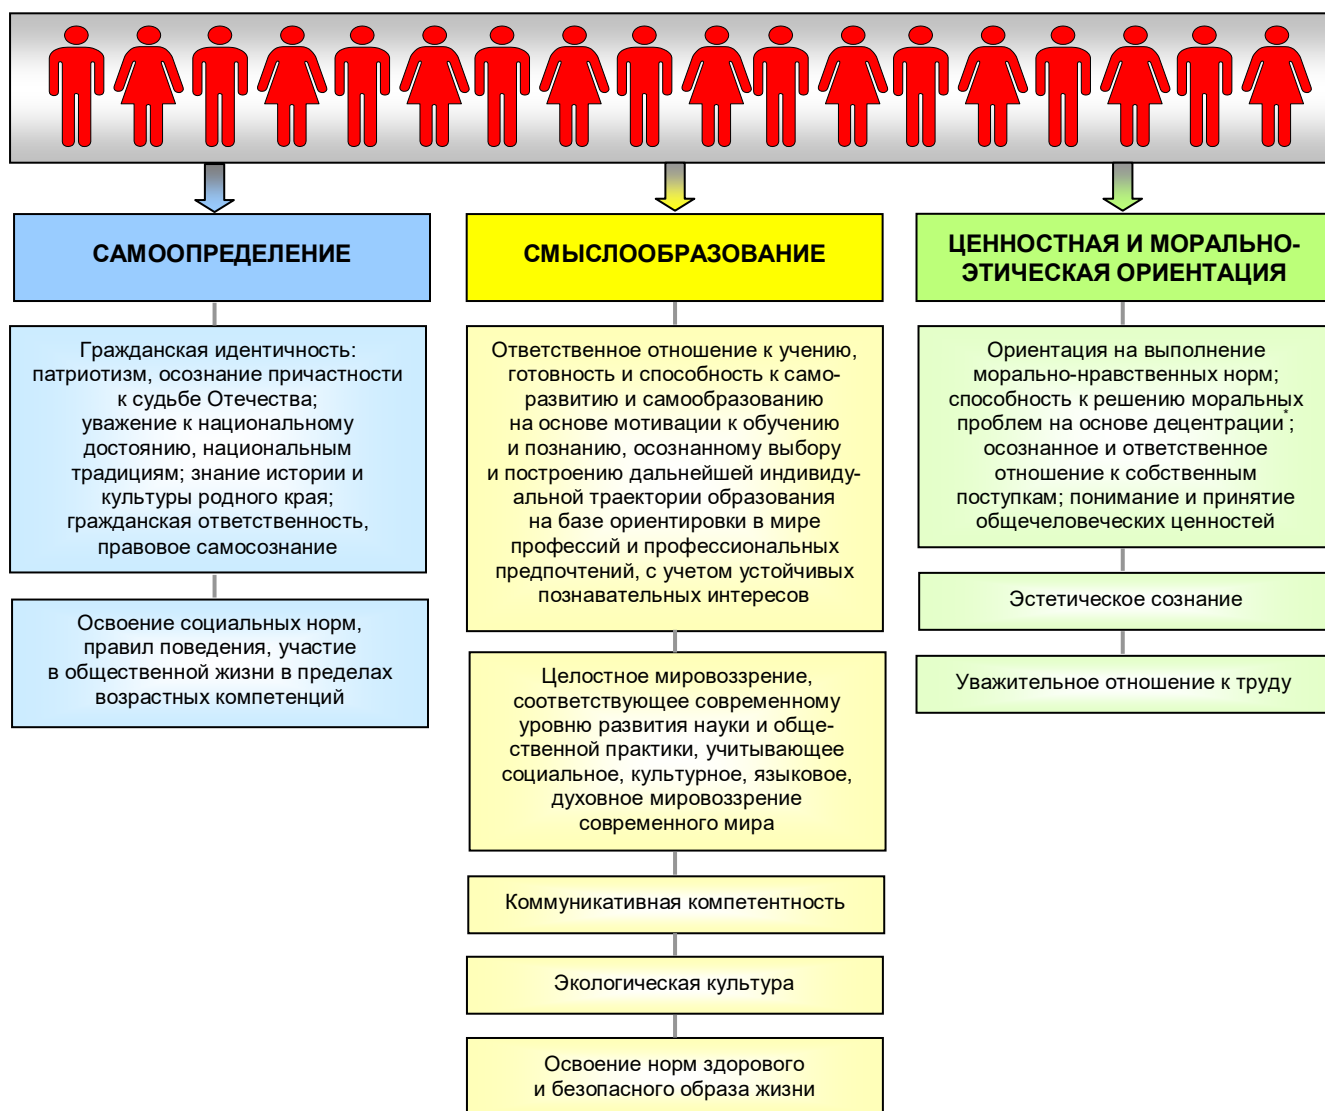 САМООПРЕДЕЛЕНИЕ
Гражданская идентичность:
патриотизм, осознание причастности
к судьбе Отечества;
уважение к национальному
достоянию, национальным
традициям; знание истории и
культуры родного края;
гражданская ответственность,
правовое самосознание
Освоение социальных норм,
правил поведения, участие
в общественной жизни в пределах
возрастных компетенций
СМЫСЛООБРАЗОВАНИЕ
Ответственное отношение к учению,
готовность и способность к само-
развитию и самообразованию
на основе мотивации к обучению
и познанию, осознанному выбору
и построению дальнейшей индивиду-
альной траектории образования
на базе ориентировки в мире
профессий и профессиональных
предпочтений, с учетом устойчивых
познавательных интересов
Целостное мировоззрение,
соответствующее современному
уровню развития науки и обще-
ственной практики, учитывающее
социальное, культурное, языковое,
духовное мировоззрение
современного мира
Коммуникативная компетентность
Экологическая культура
Освоение норм здорового
и безопасного образа жизни
ЦЕННОСТНАЯ И МОРАЛЬНО-
ЭТИЧЕСКАЯ ОРИЕНТАЦИЯ
Ориентация на выполнение
морально-нравственных норм;
способность к решению моральных
проблем на основе децентрации*;
осознанное и ответственное
отношение к собственным
поступкам; понимание и принятие
общечеловеческих ценностей
Эстетическое сознание
Уважительное отношение к труду